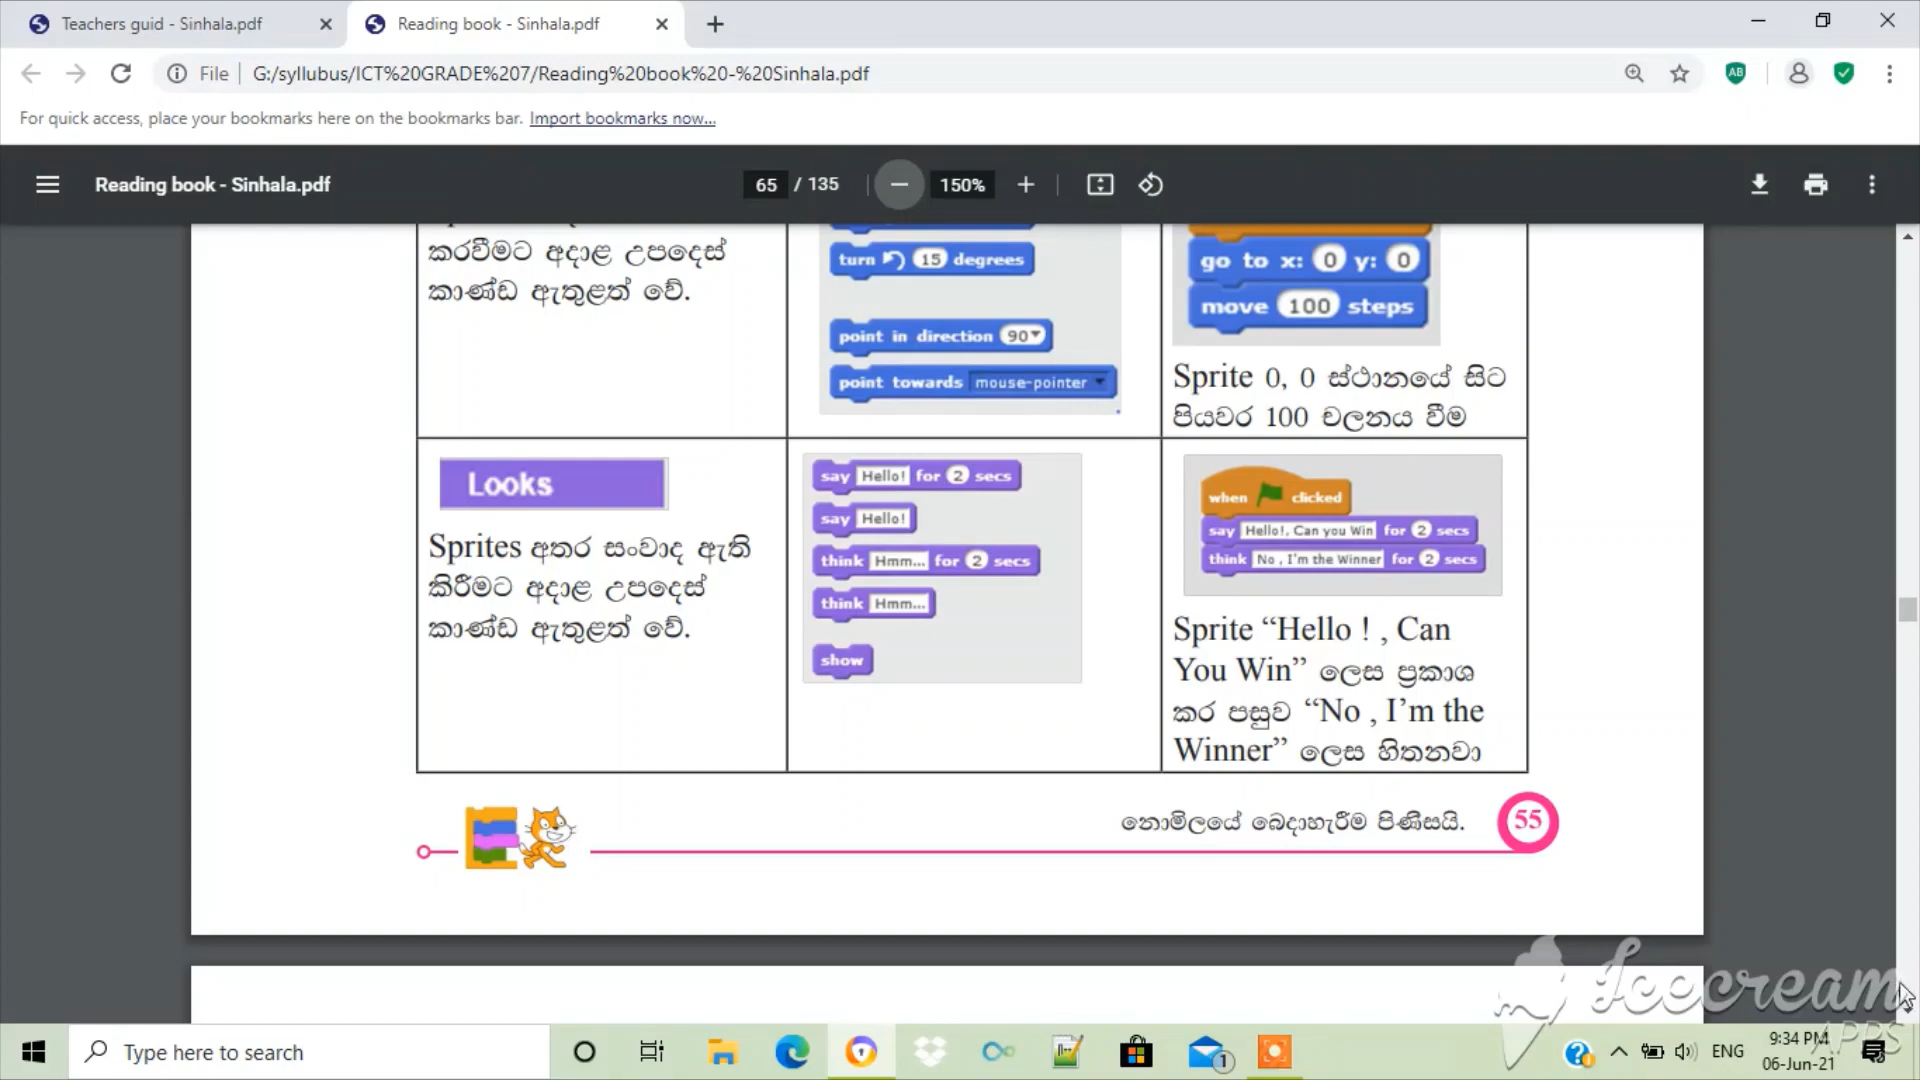 Teachers guid - Sinhala.pdf
Reading book - Sinhala.pdf
File
G:/syllubus/ICT%20GRADE%207/Reading%20book%20-%20Sinhala.pdf
AB
For quick access, place your bookmarks here on the bookmarks bar. Import bookmarks now...
Reading book - Sinhala.pdf
65 / 135
150%
කරවීමට අදාළ උපදෙස්
කාණ්ඩ ඇතුළත් වේ.
turn 15 degrees
point in direction 90
point towards mouse-pointer
go to x: 0 y: 0
move 100 steps
Sprite 0, 0 ස්ථානයේ සිට
පියවර 100 චලනය වීම
Looks
Sprites අතර සංවාද ඇති
කිරීමට අදාළ උපදෙස්
කාණ්ඩ ඇතුළත් වේ.
say Hello! for 2 secs
say Hello!
think Hmm... for 2 secs
think Hmm...
show
when clicked
say Hello!, Can you Win for 2 secs
think No , I'm the Winner for 2 secs
Sprite “Hello ! , Can
You Win” ලෙස ප්‍රකාශ
කර පසුව “No , I’m the
Winner” ලෙස හිතනවා
නොමිලයේ බෙදාහැරීම පිණිසයි.
55
Icecream
APPS
Type here to search
1
ENG
9:34 PM
06-Jun-21